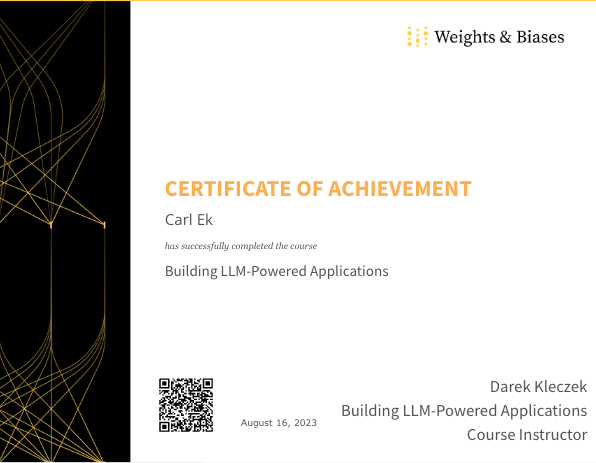 Weights & Biases
CERTIFICATE OF ACHIEVEMENT
Carl Ek
has successfully completed the course
Building LLM-Powered Applications
August 16, 2023
Darek Kleczek
Building LLM-Powered Applications
Course Instructor